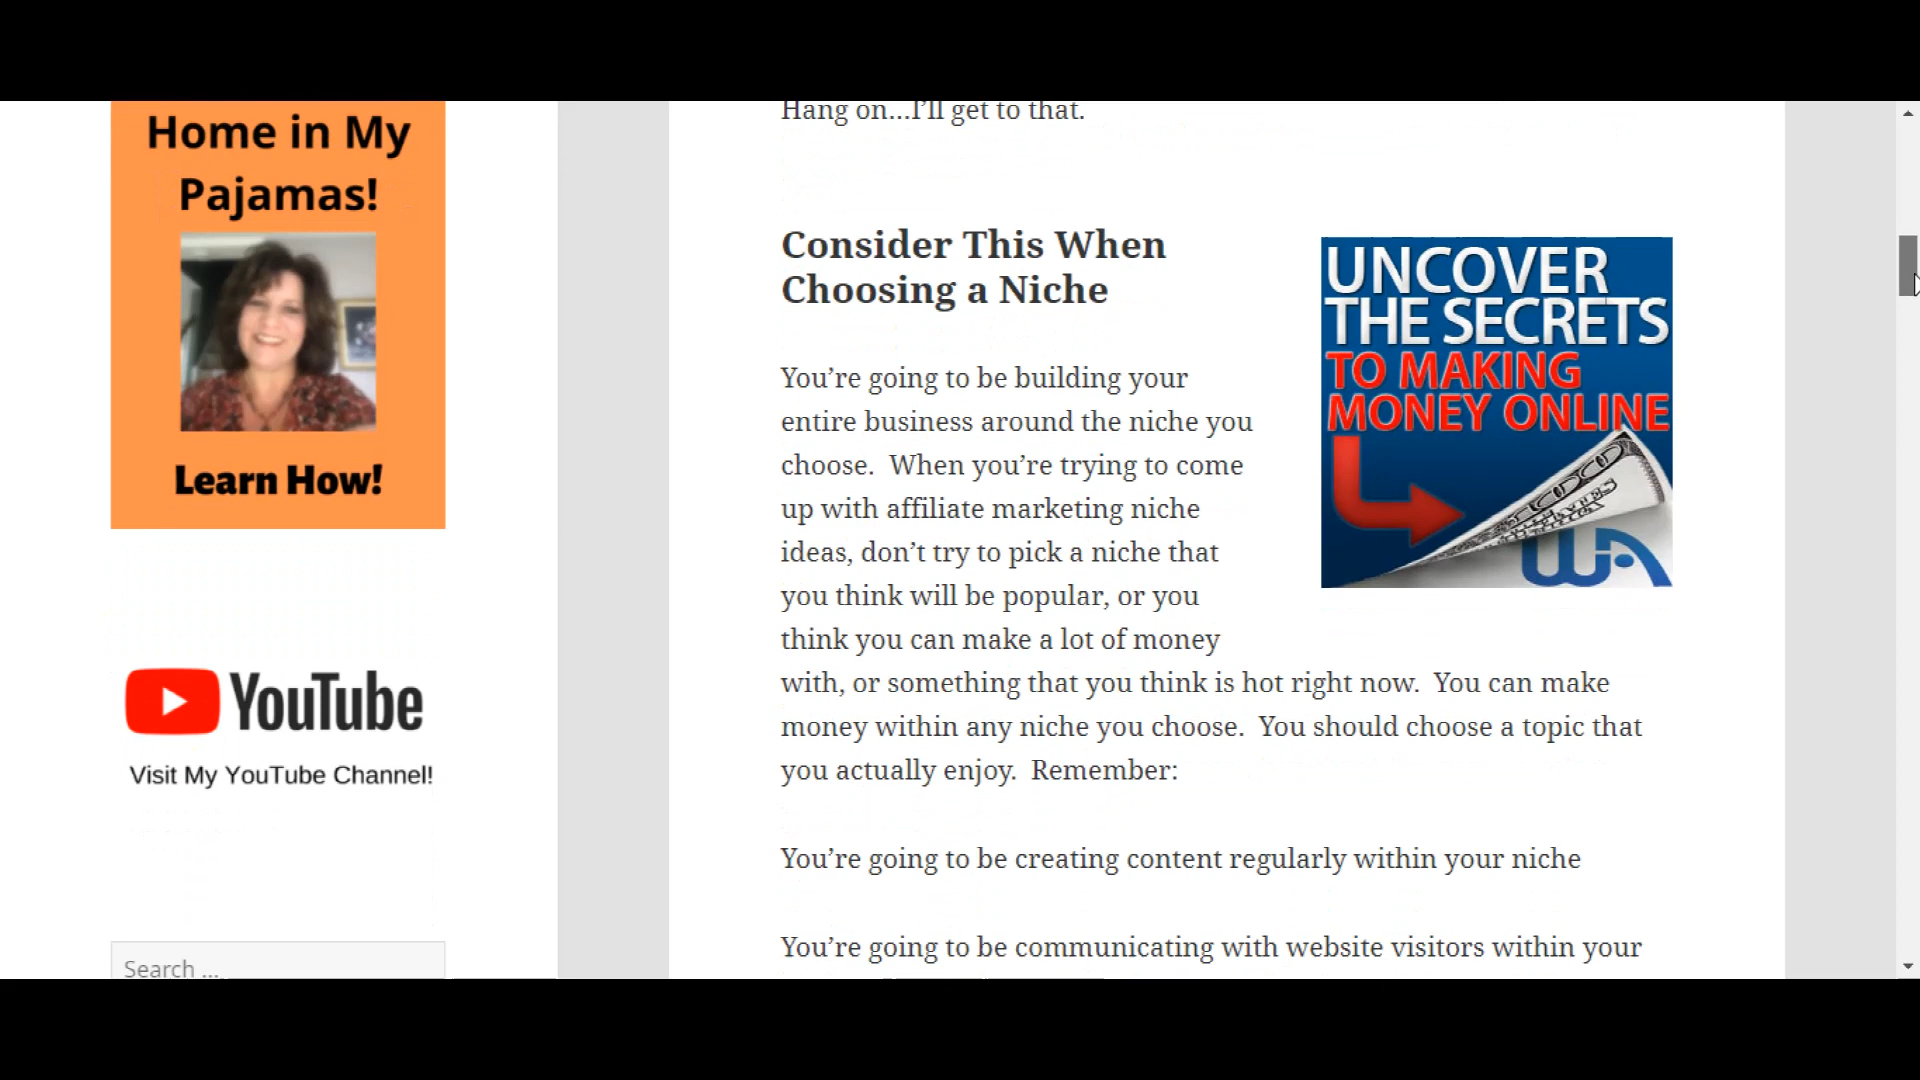 Home in My
Pajamas!
Learn How!
YouTube
Visit My YouTube Channel!
Search ...
Hang on...I’ll get to that.
Consider This When
Choosing a Niche
UNCOVER
THE SECRETS
TO MAKING
MONEY ONLINE
WA
You’re going to be building your
entire business around the niche you
choose.  When you’re trying to come
up with affiliate marketing niche
ideas, don’t try to pick a niche that
you think will be popular, or you
think you can make a lot of money
with, or something that you think is hot right now.  You can make
money within any niche you choose.  You should choose a topic that
you actually enjoy.  Remember:
You’re going to be creating content regularly within your niche
You’re going to be communicating with website visitors within your